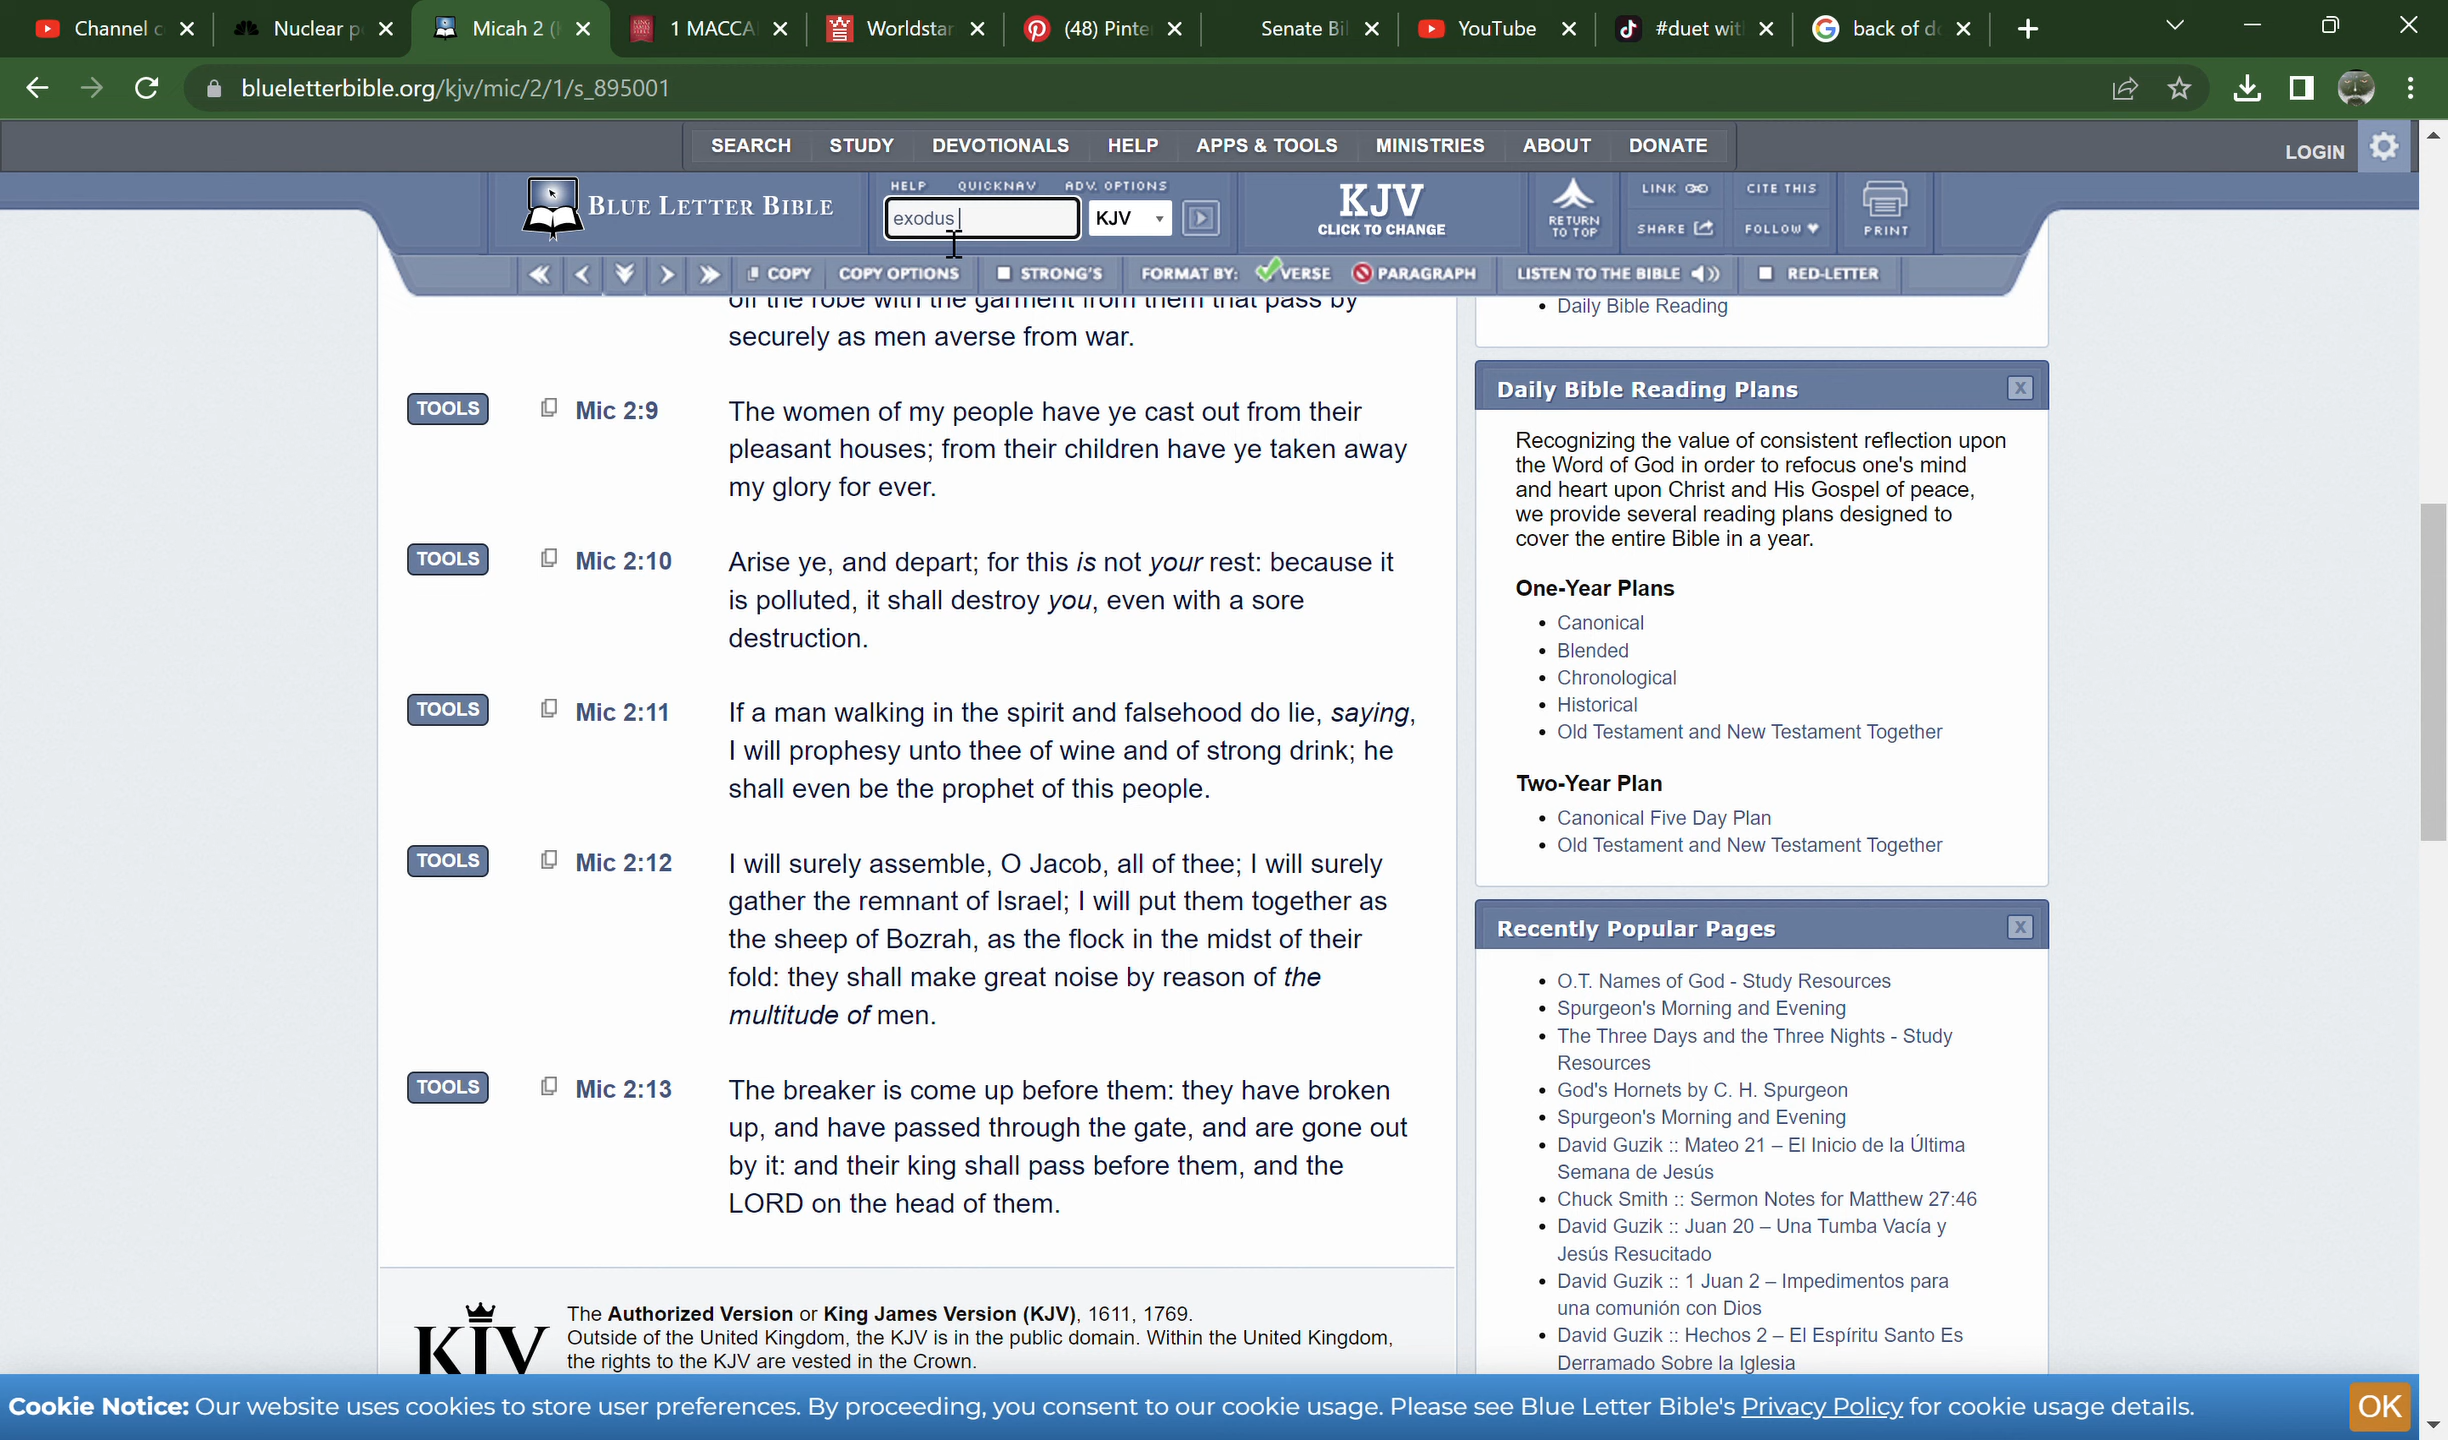 Channel
Nuclear p
Micah 2 (
1 MACCA
Worldstar
(48) Pinte
Senate Bi
YouTube
#duet wit
back of d
blueletterbible.org/kjv/mic/2/1/s_895001
SEARCH STUDY DEVOTIONALS HELP APPS & TOOLS MINISTRIES ABOUT DONATE
LOGIN
BLUE LETTER BIBLE
HELP QUICKNAV ADV. OPTIONS
exodus
KJV
KJV
CLICK TO CHANGE
RETURN
TO TOP
LINK
CITE THIS
SHARE
FOLLOW
PRINT
COPY COPY OPTIONS STRONG'S FORMAT BY: VERSE PARAGRAPH LISTEN TO THE BIBLE RED-LETTER
off the robe with the garment from them that pass by
securely as men averse from war.
TOOLS Mic 2:9 The women of my people have ye cast out from their
pleasant houses; from their children have ye taken away
my glory for ever.
TOOLS Mic 2:10 Arise ye, and depart; for this is not your rest: because it
is polluted, it shall destroy you, even with a sore
destruction.
TOOLS Mic 2:11 If a man walking in the spirit and falsehood do lie, saying,
I will prophesy unto thee of wine and of strong drink; he
shall even be the prophet of this people.
TOOLS Mic 2:12 I will surely assemble, O Jacob, all of thee; I will surely
gather the remnant of Israel; I will put them together as
the sheep of Bozrah, as the flock in the midst of their
fold: they shall make great noise by reason of the
multitude of men.
TOOLS Mic 2:13 The breaker is come up before them: they have broken
up, and have passed through the gate, and are gone out
by it: and their king shall pass before them, and the
LORD on the head of them.
KJV
The Authorized Version or King James Version (KJV), 1611, 1769.
Outside of the United Kingdom, the KJV is in the public domain. Within the United Kingdom,
the rights to the KJV are vested in the Crown.
• Daily Bible Reading
Daily Bible Reading Plans X
Recognizing the value of consistent reflection upon
the Word of God in order to refocus one's mind
and heart upon Christ and His Gospel of peace,
we provide several reading plans designed to
cover the entire Bible in a year.
One-Year Plans
• Canonical
• Blended
• Chronological
• Historical
• Old Testament and New Testament Together
Two-Year Plan
• Canonical Five Day Plan
• Old Testament and New Testament Together
Recently Popular Pages X
• O.T. Names of God - Study Resources
• Spurgeon's Morning and Evening
• The Three Days and the Three Nights - Study
Resources
• God's Hornets by C. H. Spurgeon
• Spurgeon's Morning and Evening
• David Guzik :: Mateo 21 – El Inicio de la Última
Semana de Jesús
• Chuck Smith :: Sermon Notes for Matthew 27:46
• David Guzik :: Juan 20 – Una Tumba Vacía y
Jesús Resucitado
• David Guzik :: 1 Juan 2 – Impedimentos para
una comunión con Dios
• David Guzik :: Hechos 2 – El Espíritu Santo Es
Derramado Sobre la Iglesia
Cookie Notice: Our website uses cookies to store user preferences. By proceeding, you consent to our cookie usage. Please see Blue Letter Bible's Privacy Policy for cookie usage details.
OK